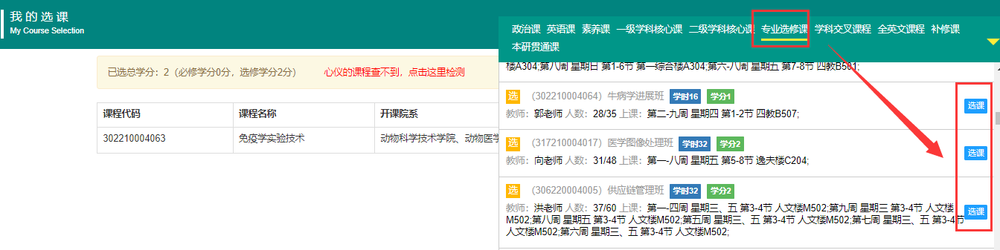 我 的 选 课
My Course Selection
已选总学分：2（必修学分0分，选修学分2分） 心仪的课程查不到，点击这里检测
课程代码 课程名称 开课院系
302210004063 免疫学实验技术 动物科学技术学院、动物医学
政治课 英语课 素养课 一级学科核心课 二级学科核心课 专业选修课 学科交叉课程 全英文课程 补修课
本研贯通课
楼A304;第八周 星期日 第1-6节 第一综合楼A304;第六-八周 星期五 第7-8节 四教B501;
选 （302210004064）牛病学进展班 学时16 学分1
选课
教师：郭老师 人数：28/35 上课：第二-九周 星期四 第1-2节 四教B507;
选 （317210004017）医学图像处理班 学时32 学分2
选课
教师：向老师 人数：31/48 上课：第一-八周 星期五 第5-8节 逸夫楼C204;
选 （306220004005）供应链管理班 学时32 学分2
教师：洪老师 人数：37/60 上课：第一-四周 星期三、五 第3-4节 人文楼M502;第九周 星期三 第3-4节 人文楼
选课
M502;第八周 星期五 第3-4节 人文楼M502;第五周 星期三、五 第3-4节 人文楼M502;第七周 星期三、五 第3-4节
人文楼M502;第六周 星期三、五 第3-4节 人文楼M502;